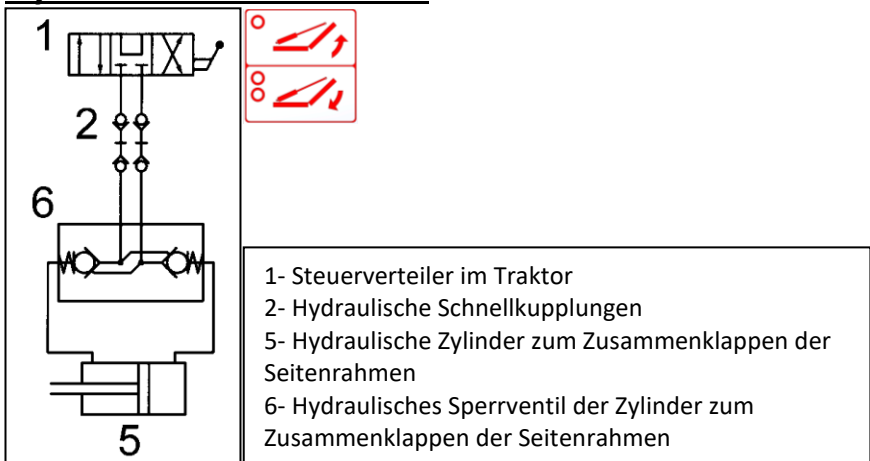 1
2
6
5
1- Steuerverteiler im Traktor
2- Hydraulische Schnellkupplungen
5- Hydraulische Zylinder zum Zusammenklappen der
Seitenrahmen
6- Hydraulisches Sperrventil der Zylinder zum
Zusammenklappen der Seitenrahmen